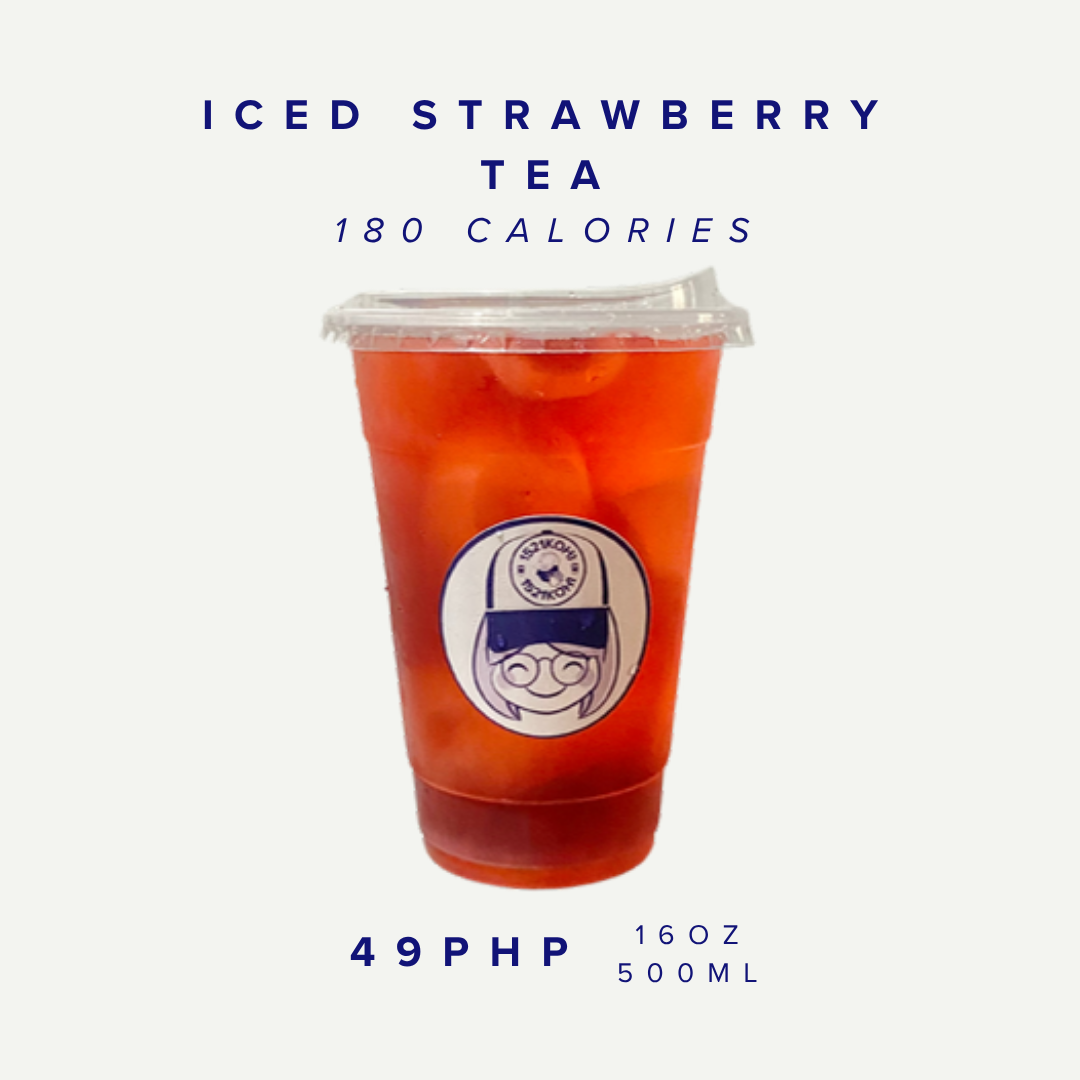 ICED STRAWBERRY
TEA
180 CALORIES
1521KOHI
1521KOHI
49PHP
16OZ
500ML